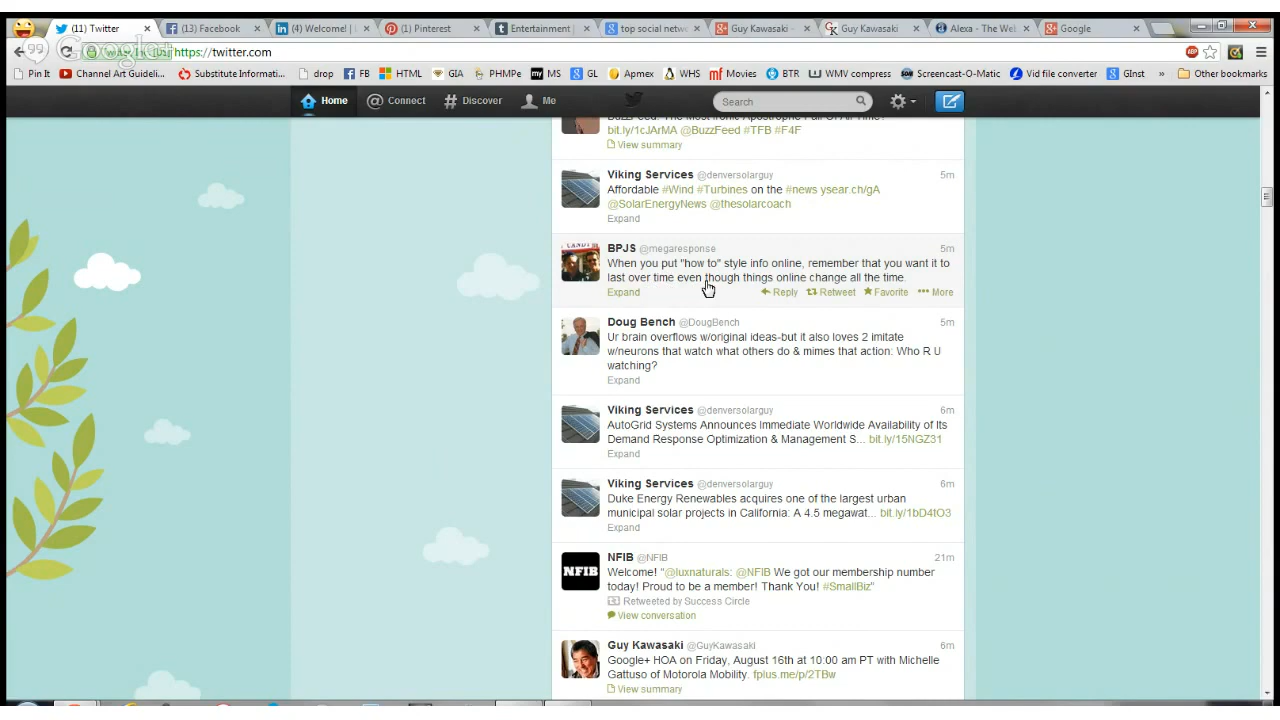 (11) Twitter
(13) Facebook
(4) Welcome! |
(1) Pinterest
Entertainment
top social netwo
Guy Kawasaki -
Guy Kawasaki
Alexa - The Web
Google
Google+
https://twitter.com
Pin It
Channel Art Guideli...
Substitute Informati...
drop
FB
HTML
GIA
PHMPe
MS
GL
Apmex
WHS
Movies
BTR
WMV compress
Screencast-O-Matic
Vid file converter
GInst
»
Other bookmarks
Home
Connect
Discover
Me
Search
bit.ly/1cJArMA @BuzzFeed #TFB #F4F
View summary
Viking Services @denversolarguy 5m
Affordable #Wind #Turbines on the #news ysear.ch/gA
@SolarEnergyNews @thesolarcoach
Expand
BPJS @megaresponse 5m
When you put "how to" style info online, remember that you want it to
last over time even though things online change all the time.
Expand Reply Retweet Favorite More
Doug Bench @DougBench 5m
Ur brain overflows w/original ideas-but it also loves 2 imitate
w/neurons that watch what others do & mimes that action: Who R U
watching?
Expand
Viking Services @denversolarguy 6m
AutoGrid Systems Announces Immediate Worldwide Availability of Its
Demand Response Optimization & Management S... bit.ly/15NGZ31
Expand
Viking Services @denversolarguy 6m
Duke Energy Renewables acquires one of the largest urban
municipal solar projects in California: A 4.5 megawat... bit.ly/1bD4tO3
Expand
NFIB
NFIB @NFIB 21m
Welcome! "@luxnaturals: @NFIB We got our membership number
today! Proud to be a member! Thank You! #SmallBiz"
Retweeted by Success Circle
View conversation
Guy Kawasaki @GuyKawasaki 6m
Google+ HOA on Friday, August 16th at 10:00 am PT with Michelle
Gattuso of Motorola Mobility. fplus.me/p/2TBw
View summary